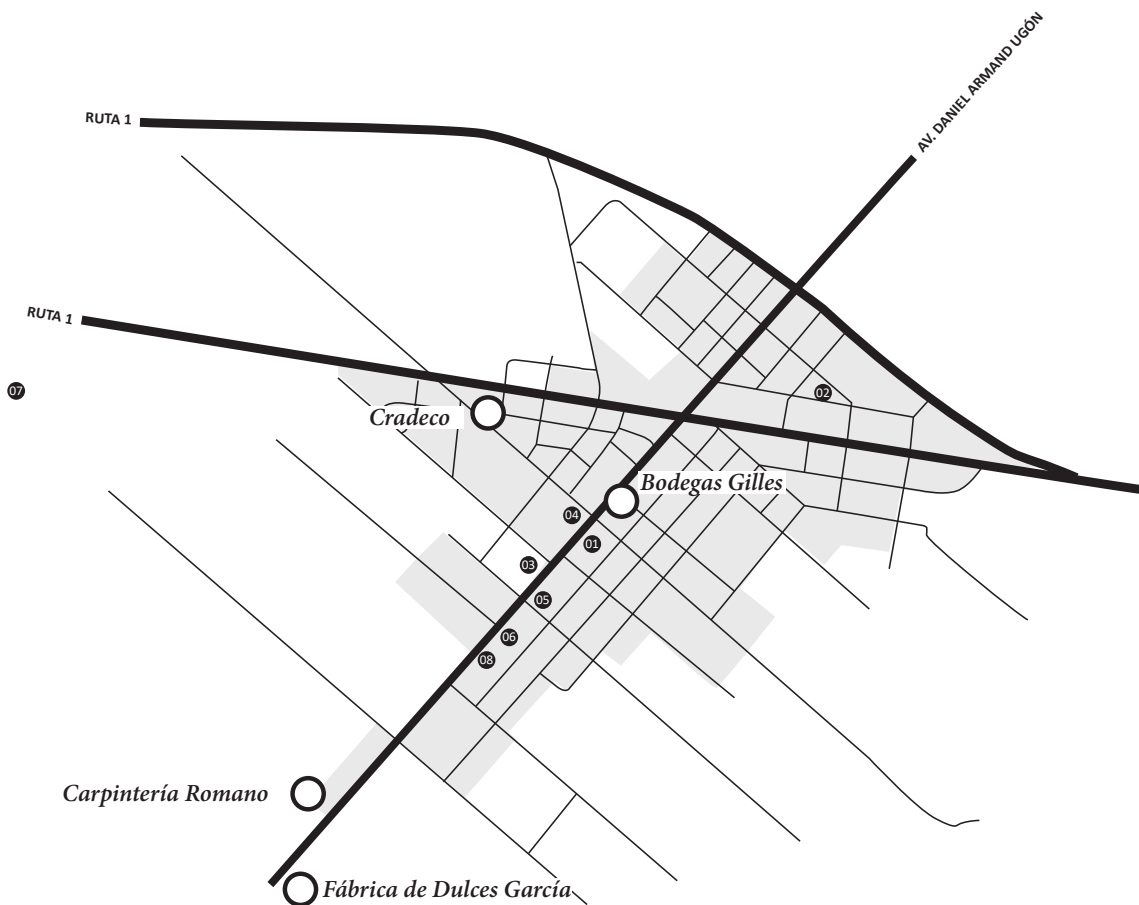 AV. DANIEL ARMAND UGÓN
RUTA 1
RUTA 1
07
02
Cradeco
Bodegas Gilles
04
01
03
05
06
08
Carpintería Romano
Fábrica de Dulces García